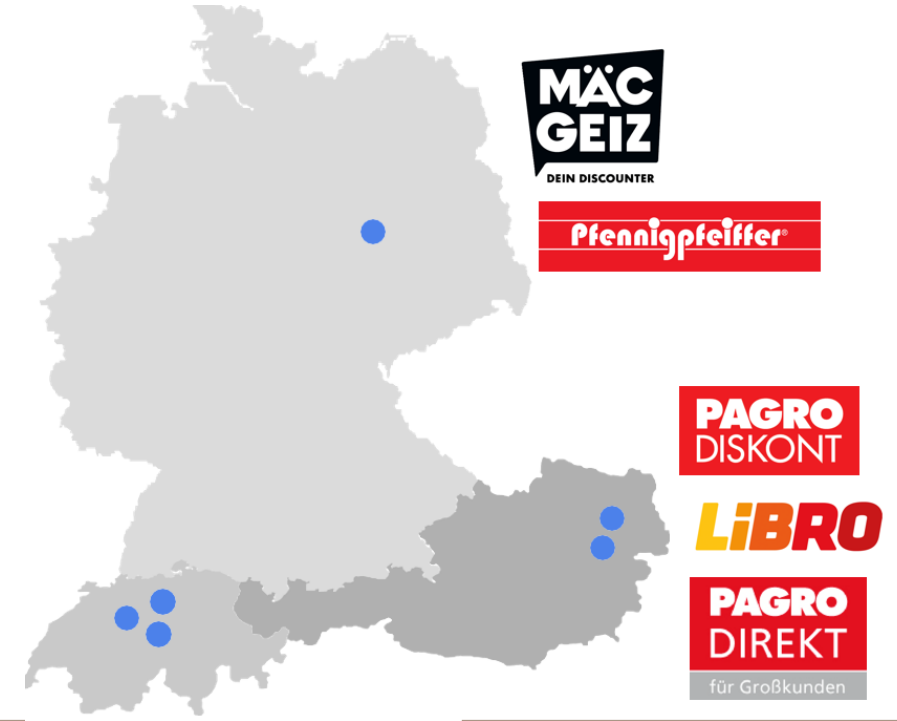 MÄC
GEIZ
DEIN DISCOUNTER
Pfennigpfeiffer®
PAGRO
DISKONT
LiBRO
PAGRO
DIREKT
für Großkunden